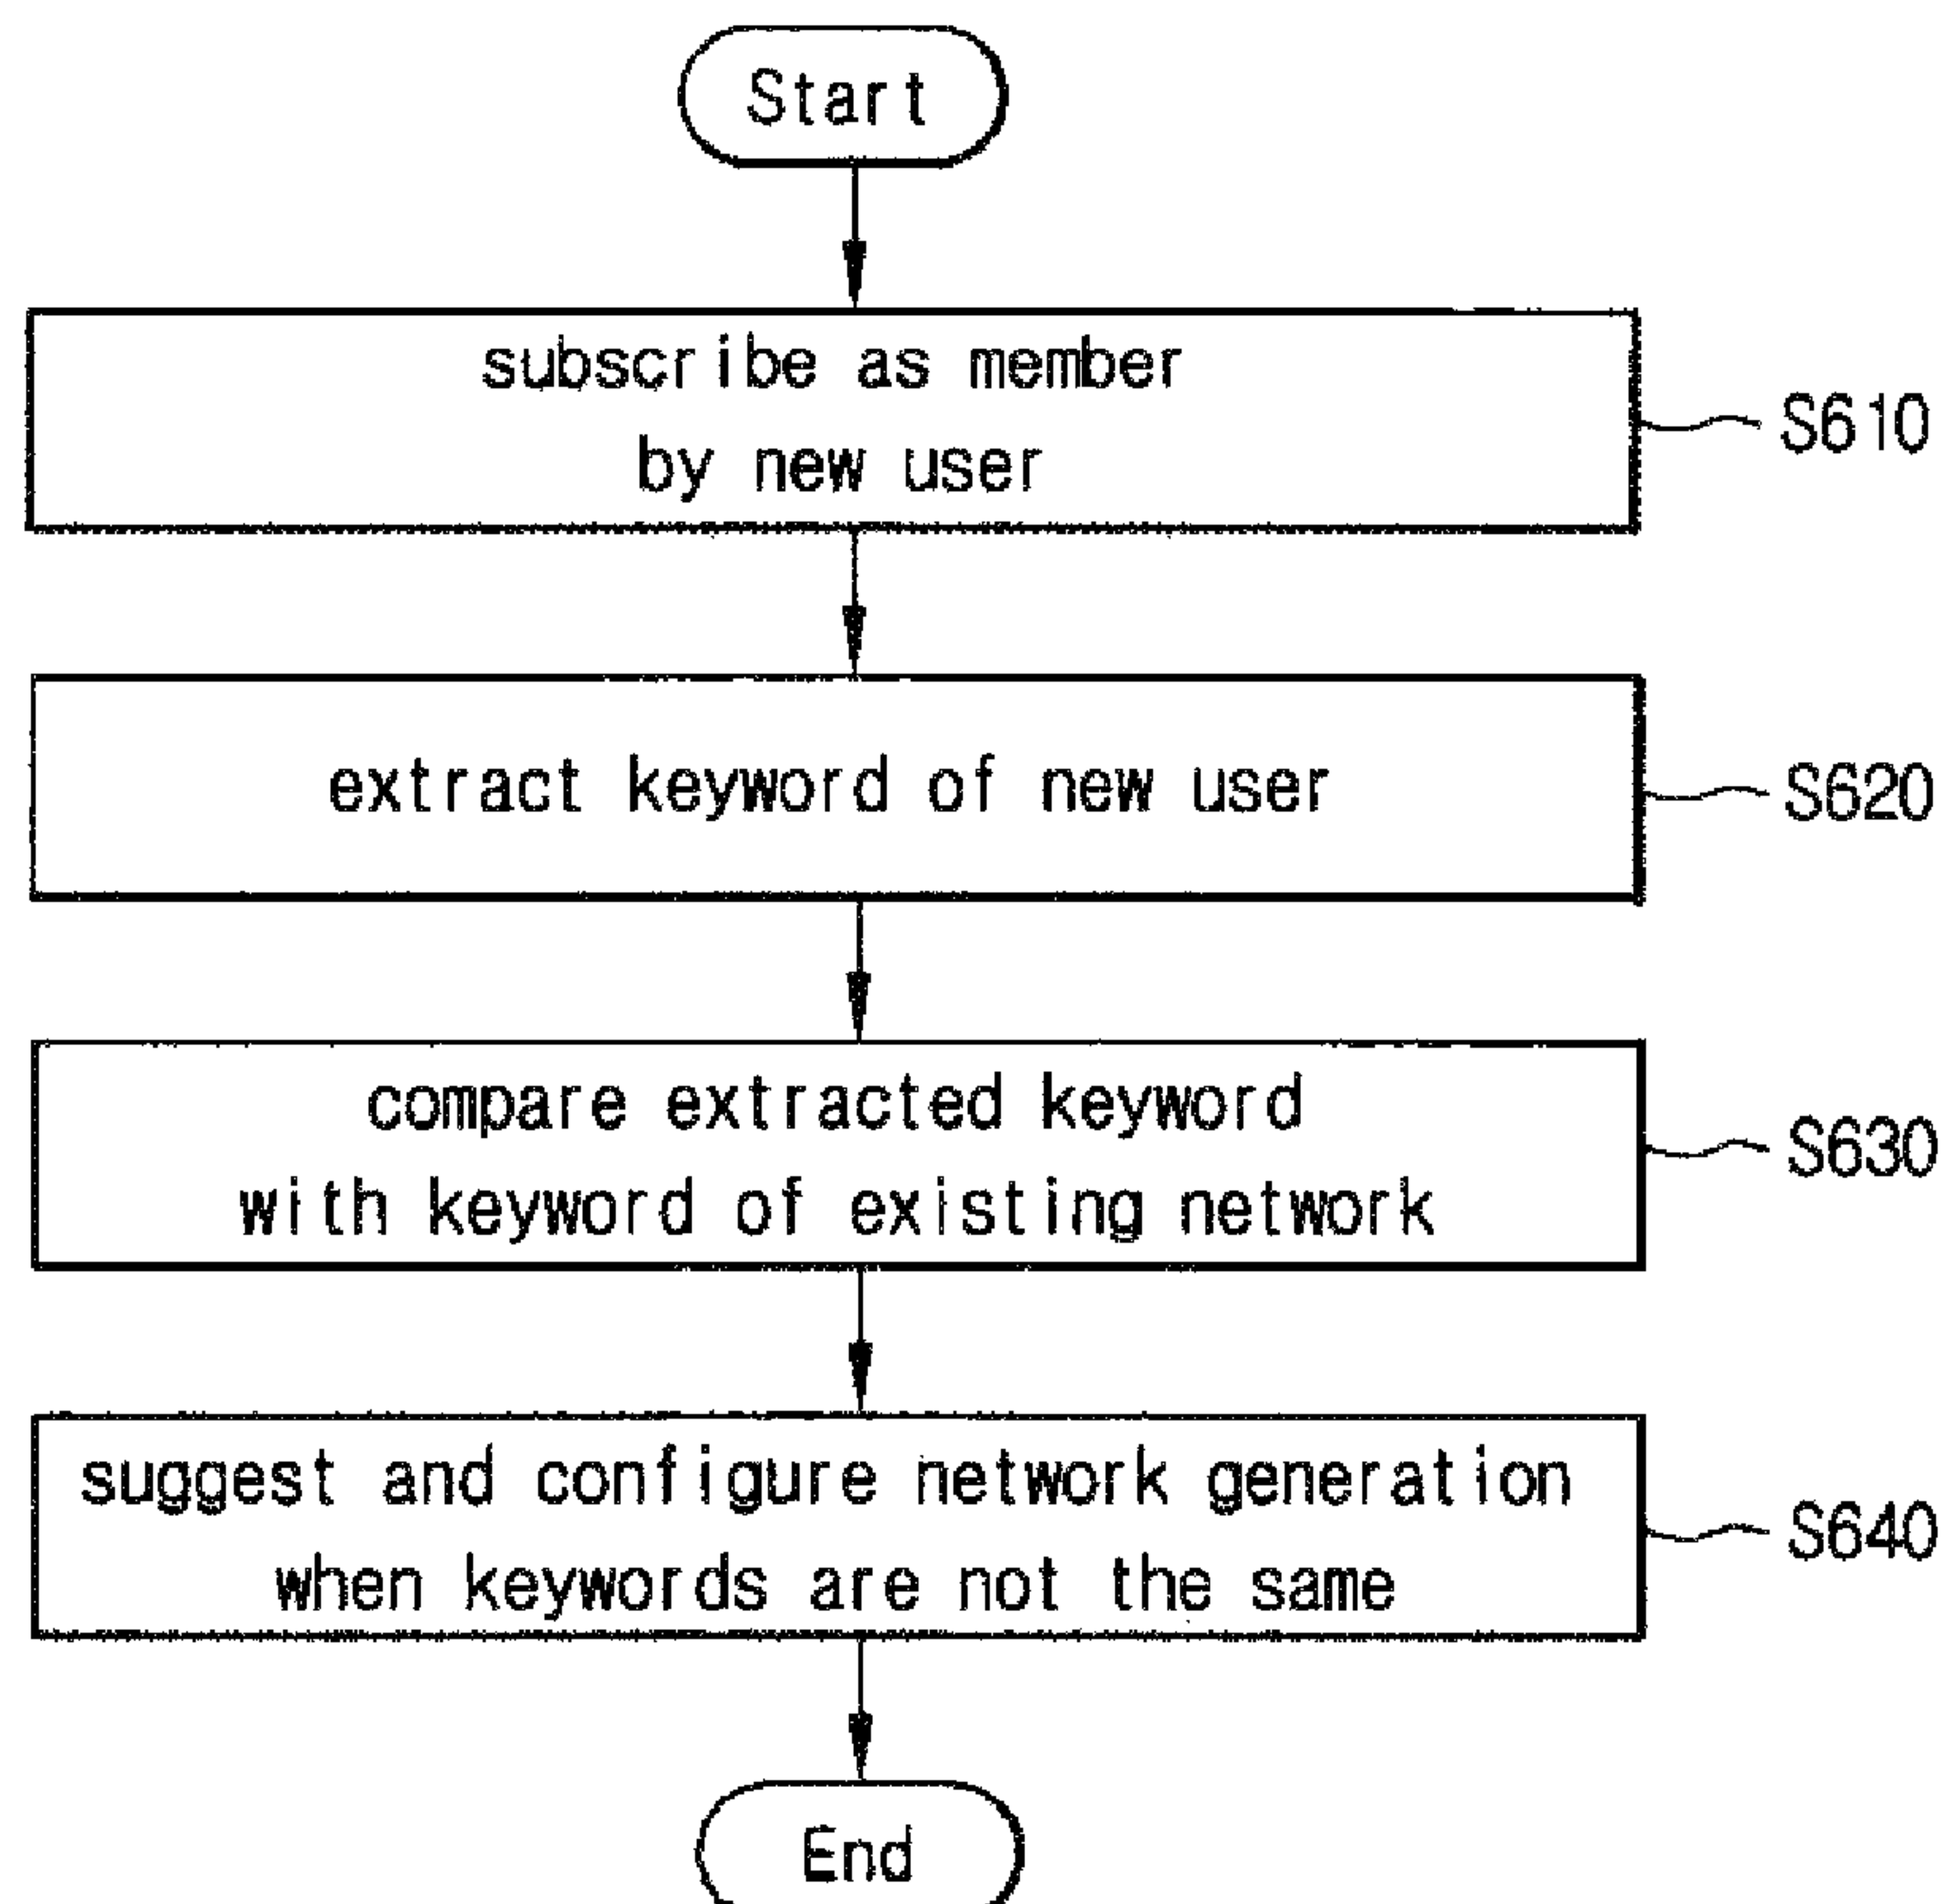 Start
subscribe as member
by new user
S610
extract keyword of new user
S620
compare extracted keyword
with keyword of existing network
S630
suggest and configure network generation
when keywords are not the same
S640
End